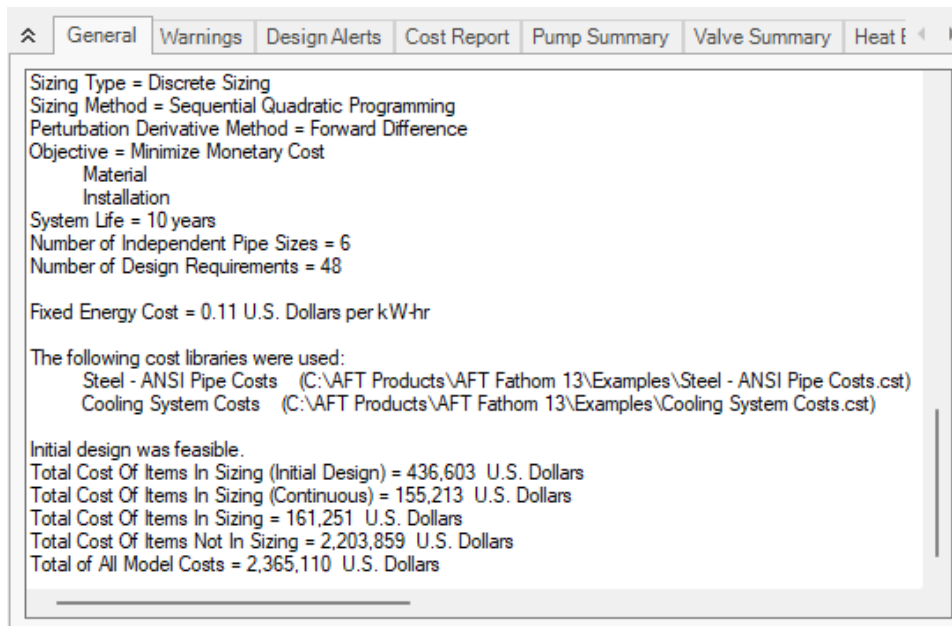 General
Warnings
Design Alerts
Cost Report
Pump Summary
Valve Summary
Heat E
Sizing Type = Discrete Sizing
Sizing Method = Sequential Quadratic Programming
Perturbation Derivative Method = Forward Difference
Objective = Minimize Monetary Cost
Material
Installation
System Life = 10 years
Number of Independent Pipe Sizes = 6
Number of Design Requirements = 48
Fixed Energy Cost = 0.11 U.S. Dollars per kW-hr
The following cost libraries were used:
Steel - ANSI Pipe Costs (C:\AFT Products\AFT Fathom 13\Examples\Steel - ANSI Pipe Costs.cst)
Cooling System Costs (C:\AFT Products\AFT Fathom 13\Examples\Cooling System Costs.cst)
Initial design was feasible.
Total Cost Of Items In Sizing (Initial Design) = 436,603 U.S. Dollars
Total Cost Of Items In Sizing (Continuous) = 155,213 U.S. Dollars
Total Cost Of Items In Sizing = 161,251 U.S. Dollars
Total Cost Of Items Not In Sizing = 2,203,859 U.S. Dollars
Total of All Model Costs = 2,365,110 U.S. Dollars